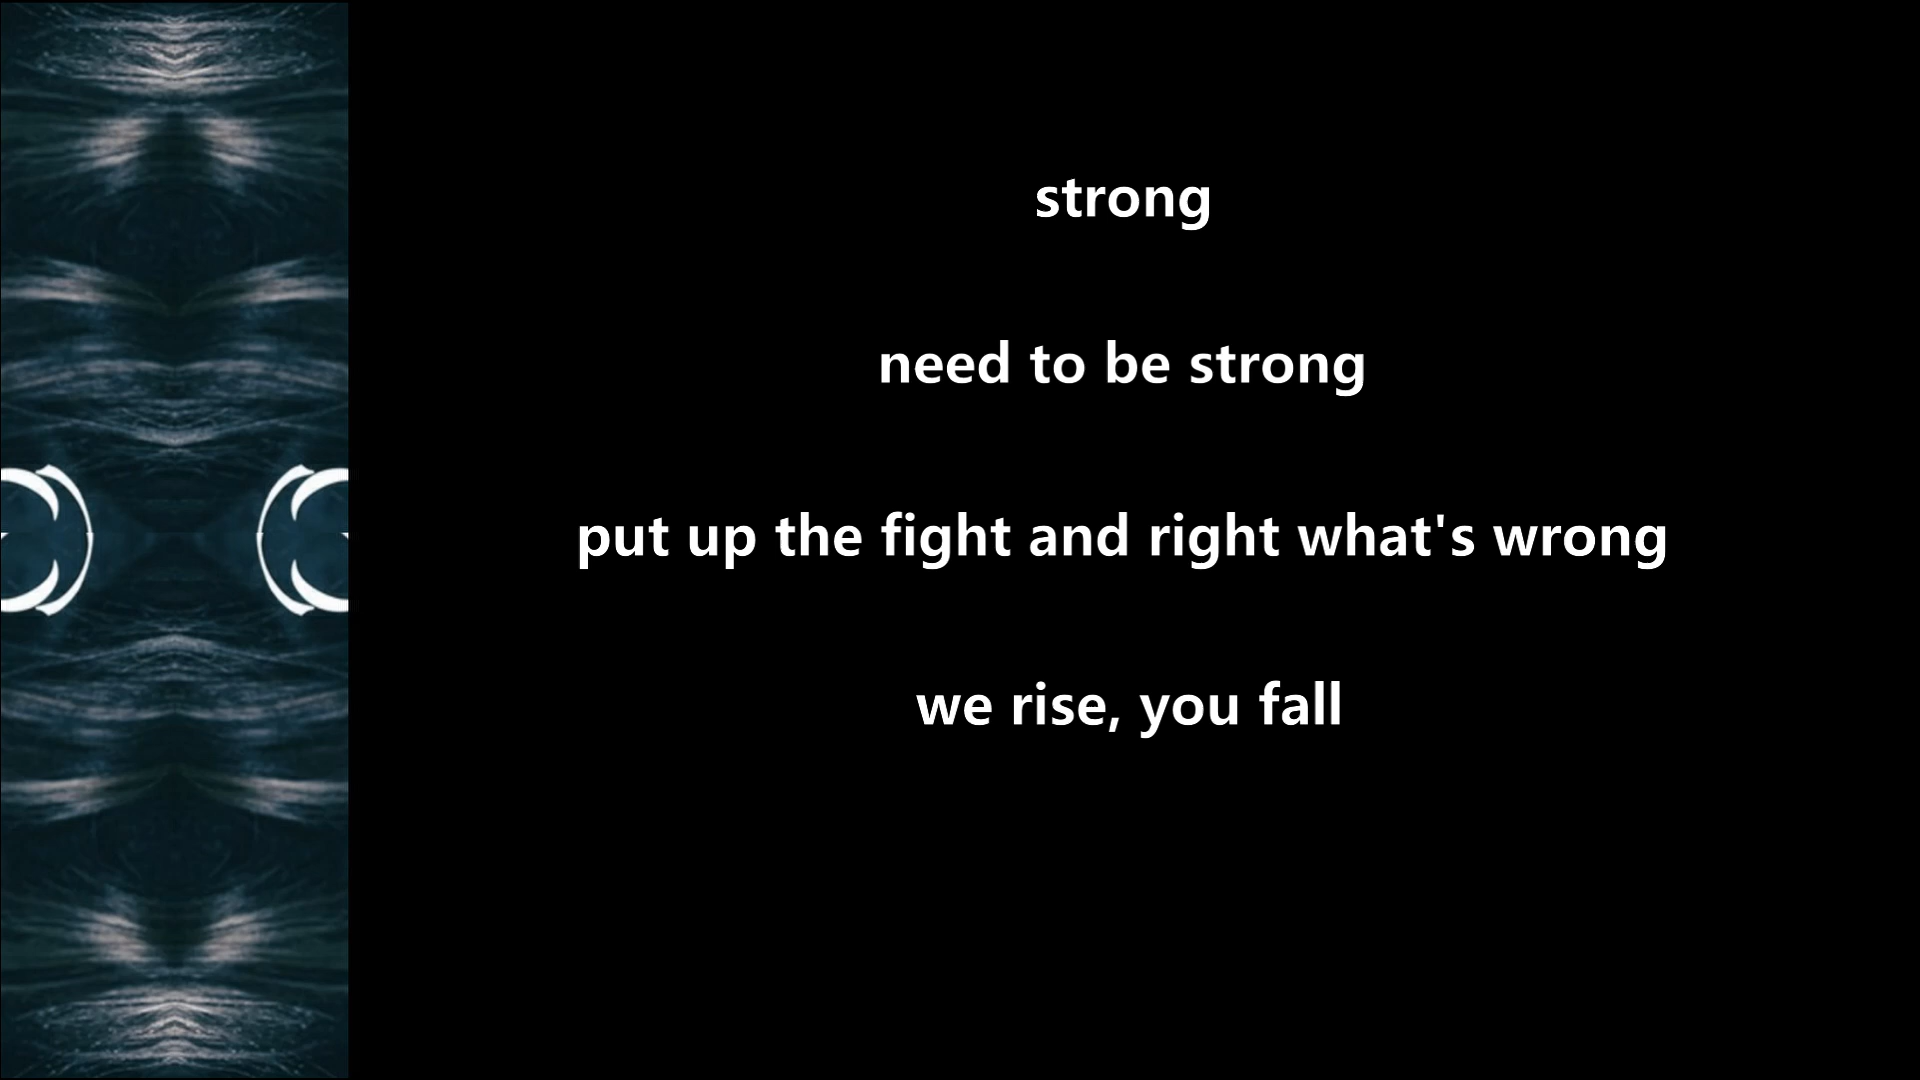 strong
need to be strong
put up the fight and right what's wrong
we rise, you fall